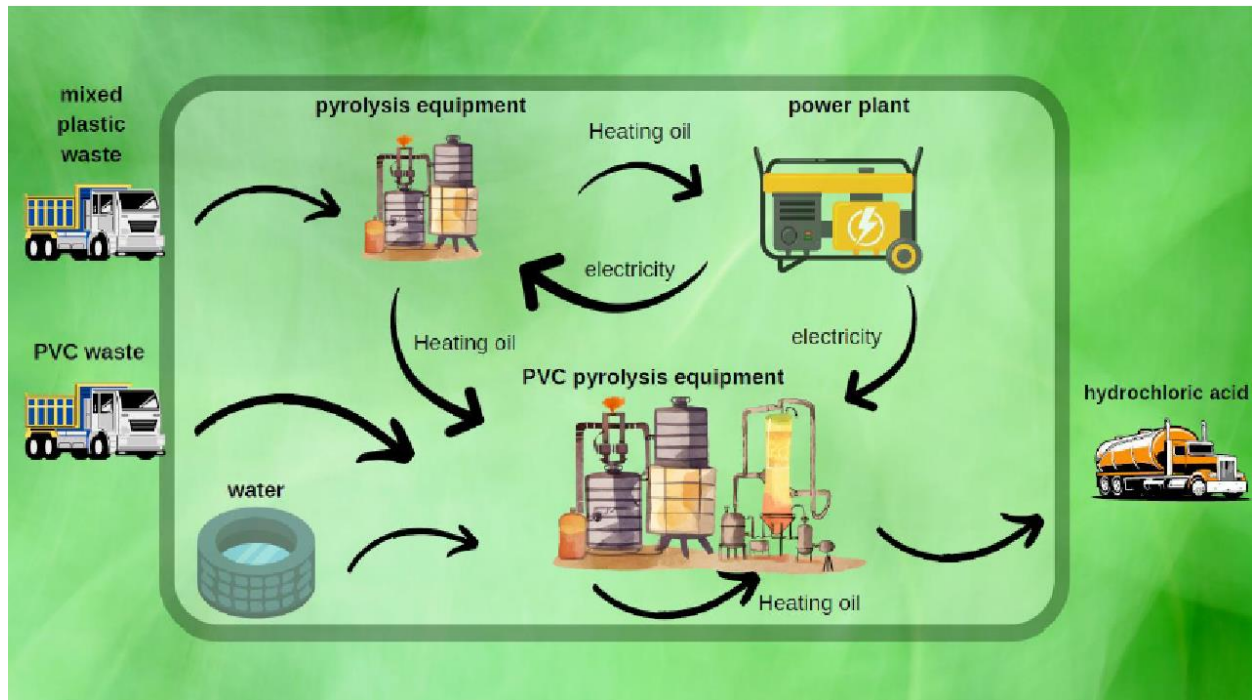 mixed
plastic
waste
pyrolysis equipment
Heating oil
power plant
electricity
Heating oil
electricity
PVC waste
PVC pyrolysis equipment
hydrochloric acid
water
Heating oil